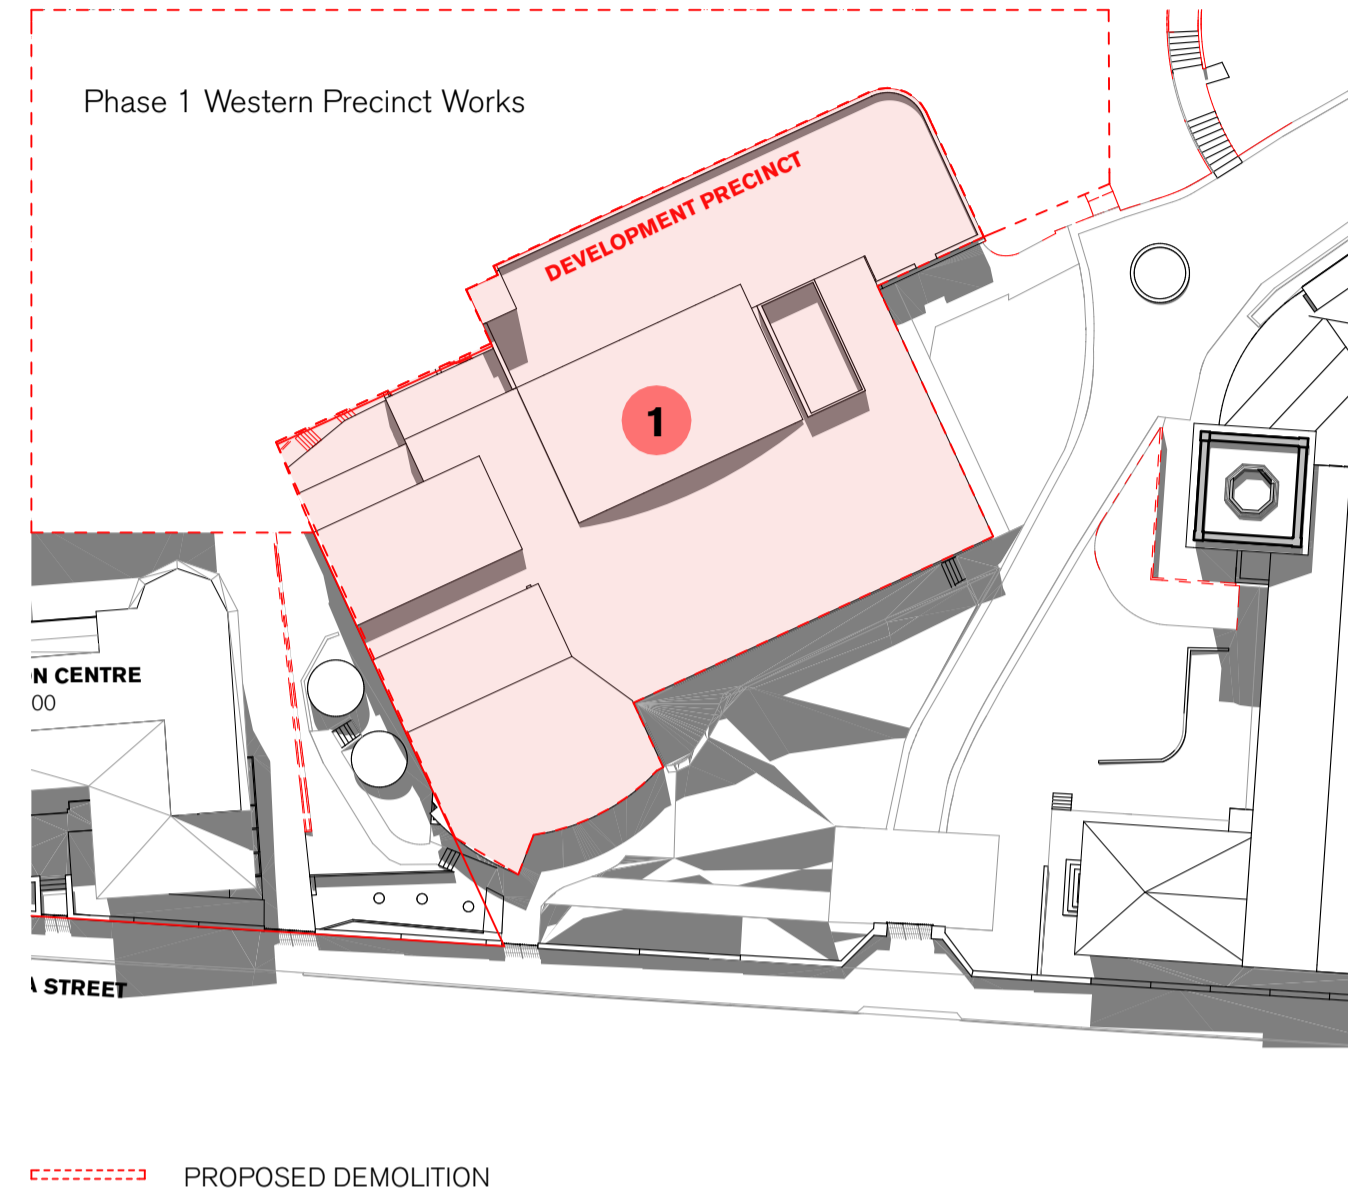 Phase 1 Western Precinct Works
DEVELOPMENT PRECINCT
1
N CENTRE
00
A STREET
PROPOSED DEMOLITION